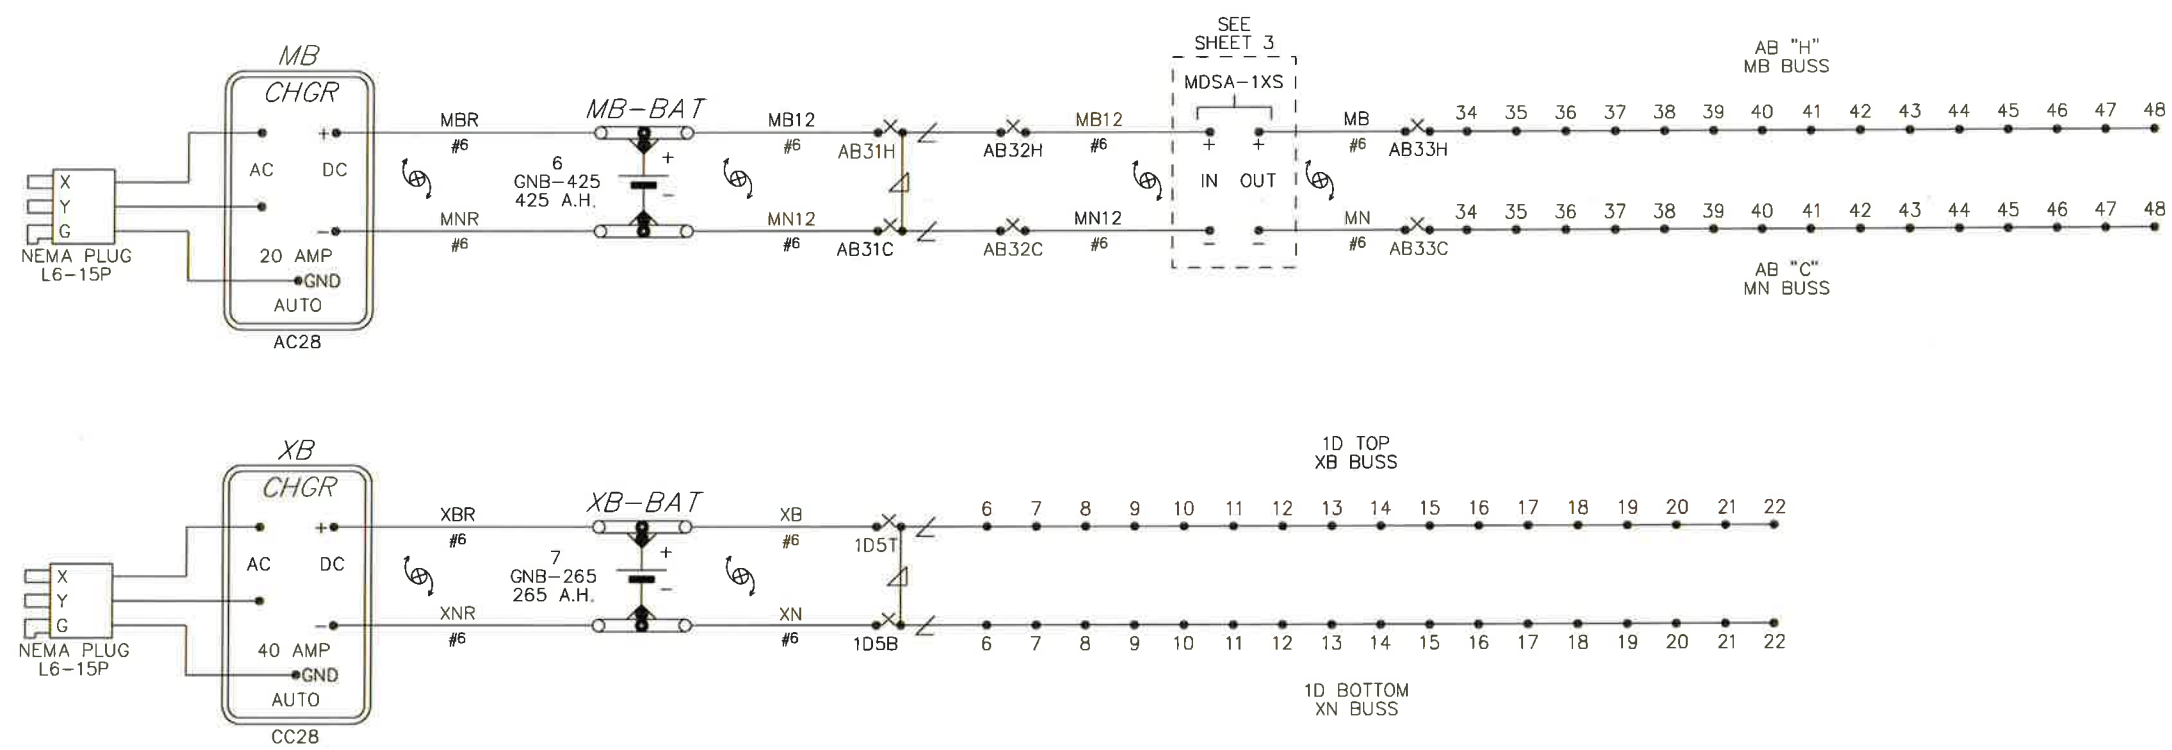 SEE
SHEET 3
AB "H"
MB BUSS
MB
CHGR
MDSA-1XS
MBR
#6
MB-BAT
MB12
#6
AB31H
AB32H
MB12
#6
+ +
MB
#6
AB33H
34 35 36 37 38 39 40 41 42 43 44 45 46 47 48
+
AC DC
6
GNB-425
425 A.H.
+
-
IN OUT
X
Y
G
NEMA PLUG
L6-15P
-
20 AMP
GND
AUTO
AC28
MNR
#6
MN12
#6
AB31C
AB32C
MN12
#6
- -
MN
#6
AB33C
34 35 36 37 38 39 40 41 42 43 44 45 46 47 48
AB "C"
MN BUSS
1D TOP
XB BUSS
XB
CHGR
XBR
#6
XB-BAT
XB
#6
1D5T
6 7 8 9 10 11 12 13 14 15 16 17 18 19 20 21 22
+
AC DC
7
GNB-265
265 A.H.
+
-
X
Y
G
NEMA PLUG
L6-15P
-
40 AMP
GND
AUTO
CC28
XNR
#6
XN
#6
1D5B
6 7 8 9 10 11 12 13 14 15 16 17 18 19 20 21 22
1D BOTTOM
XN BUSS